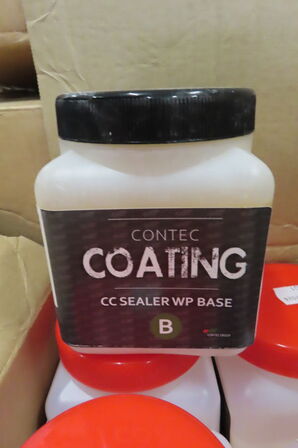 CONTEC
COATING
CC SEALER WP BASE
B